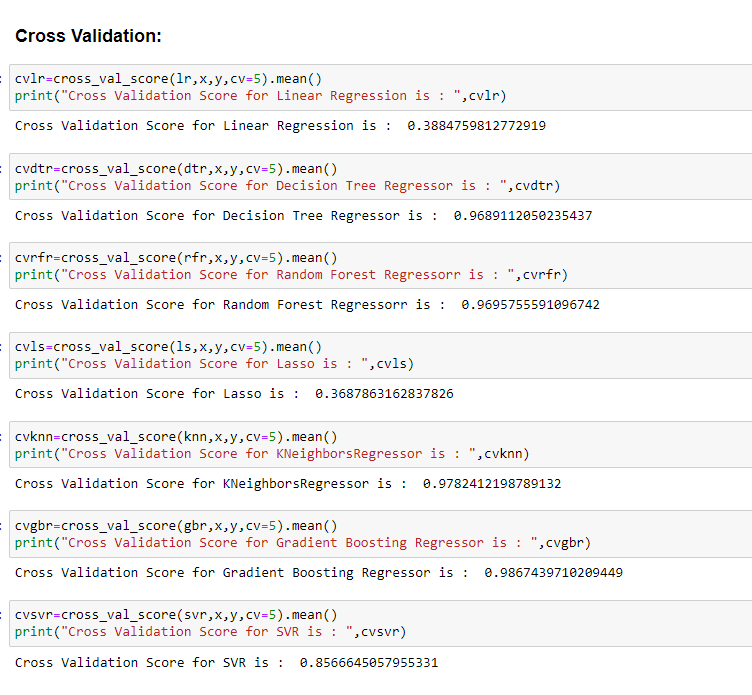 Cross Validation:
cvlr=cross_val_score(lr,x,y,cv=5).mean()
print("Cross Validation Score for Linear Regression is : ",cvlr)
Cross Validation Score for Linear Regression is :  0.3884759812772919
cvdtr=cross_val_score(dtr,x,y,cv=5).mean()
print("Cross Validation Score for Decision Tree Regressor is : ",cvdtr)
Cross Validation Score for Decision Tree Regressor is :  0.9689112050235437
cvrfr=cross_val_score(rfr,x,y,cv=5).mean()
print("Cross Validation Score for Random Forest Regressorr is : ",cvrfr)
Cross Validation Score for Random Forest Regressorr is :  0.9695755591096742
cvls=cross_val_score(ls,x,y,cv=5).mean()
print("Cross Validation Score for Lasso is : ",cvls)
Cross Validation Score for Lasso is :  0.3687863162837826
cvknn=cross_val_score(knn,x,y,cv=5).mean()
print("Cross Validation Score for KNeighborsRegressor is : ",cvknn)
Cross Validation Score for KNeighborsRegressor is :  0.9782412198789132
cvgbr=cross_val_score(gbr,x,y,cv=5).mean()
print("Cross Validation Score for Gradient Boosting Regressor is : ",cvgbr)
Cross Validation Score for Gradient Boosting Regressor is :  0.9867439710209449
cvsvr=cross_val_score(svr,x,y,cv=5).mean()
print("Cross Validation Score for SVR is : ",cvsvr)
Cross Validation Score for SVR is :  0.8566645057955331